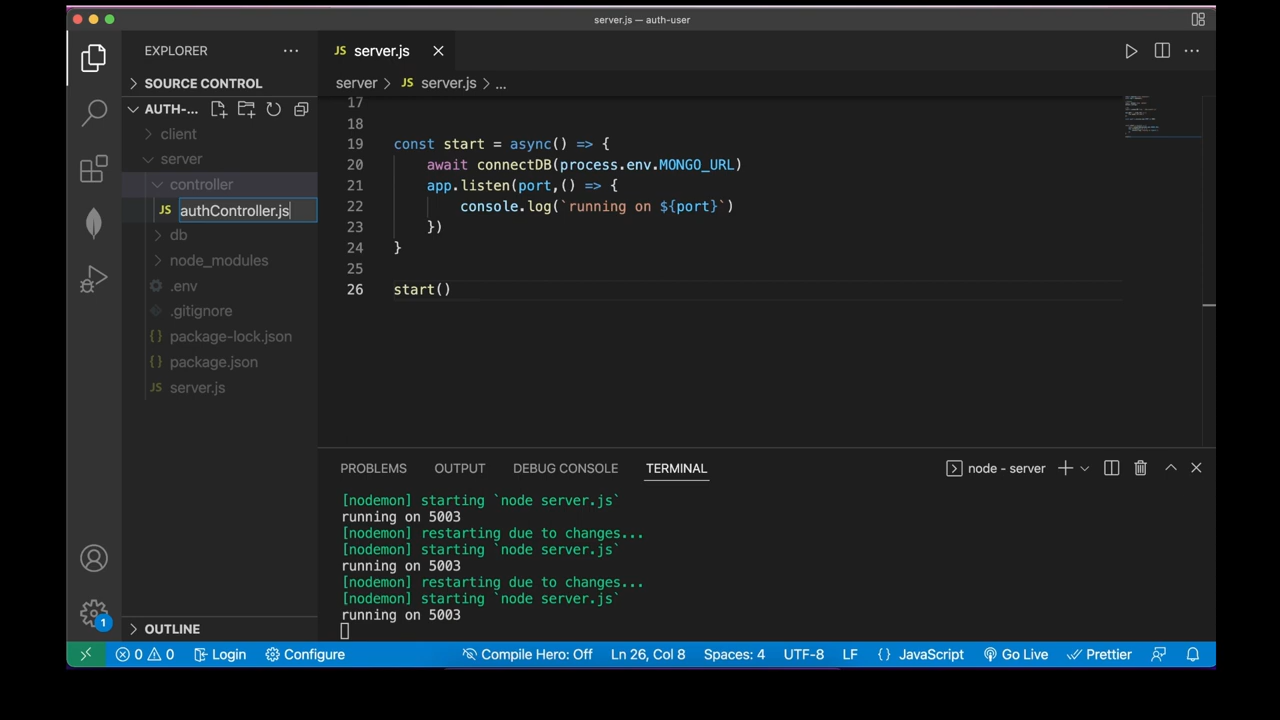 server.js — auth-user
EXPLORER
SOURCE CONTROL
AUTH-...
client
server
controller
JS authController.js
db
node_modules
.env
.gitignore
{} package-lock.json
{} package.json
JS server.js
OUTLINE
JS server.js
server > JS server.js > ...
17
18
19 const start = async() => {
20 await connectDB(process.env.MONGO_URL)
21 app.listen(port,() => {
22 console.log(`running on ${port}`)
23 })
24 }
25
26 start()
PROBLEMS OUTPUT DEBUG CONSOLE TERMINAL
node - server
[nodemon] starting `node server.js`
running on 5003
[nodemon] restarting due to changes...
[nodemon] starting `node server.js`
running on 5003
[nodemon] restarting due to changes...
[nodemon] starting `node server.js`
running on 5003
1
0 0 Login Configure Compile Hero: Off Ln 26, Col 8 Spaces: 4 UTF-8 LF {} JavaScript Go Live Prettier